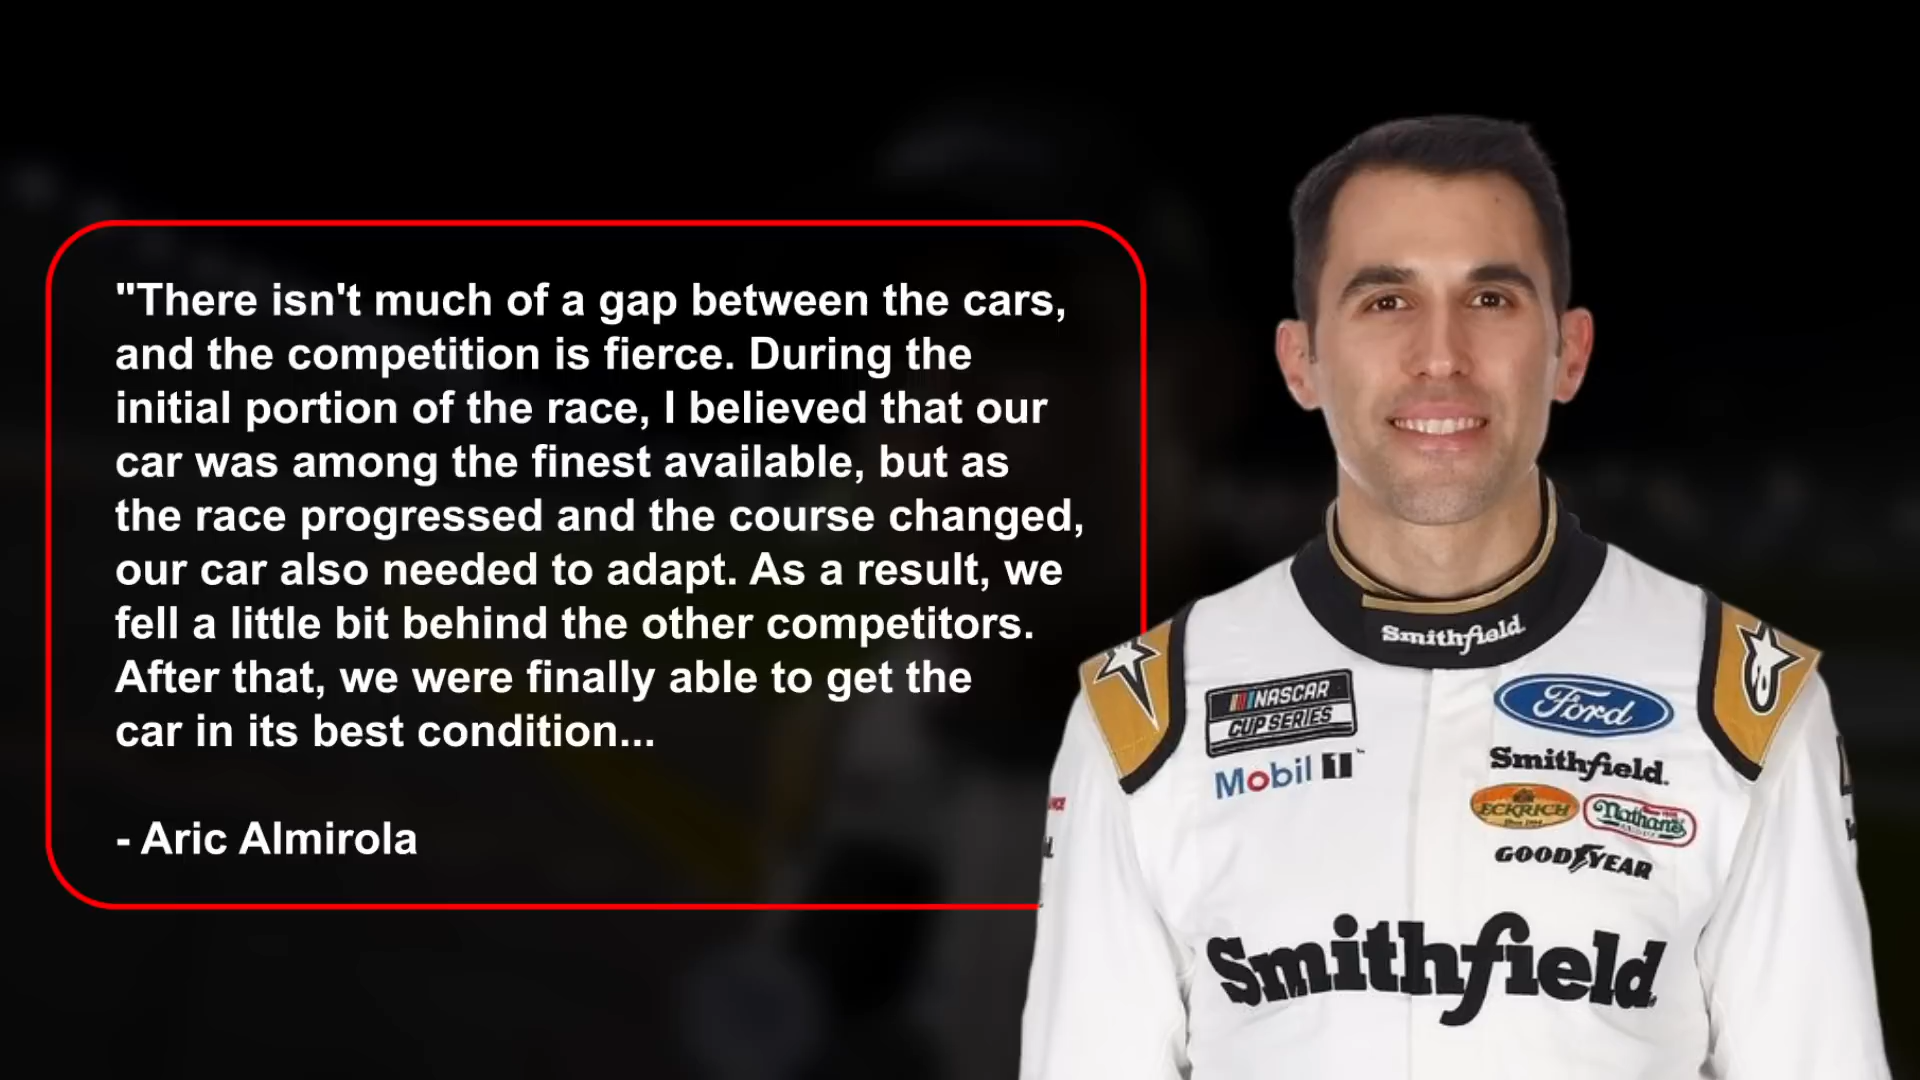 "There isn't much of a gap between the cars,
and the competition is fierce. During the
initial portion of the race, I believed that our
car was among the finest available, but as
the race progressed and the course changed,
our car also needed to adapt. As a result, we
fell a little bit behind the other competitors.
After that, we were finally able to get the
car in its best condition...
- Aric Almirola
Smithfield
NASCAR
CUP SERIES
Mobil 1
Ford
Smithfield.
ECKRICH
Nathan's
GOODYEAR
Smithfield.